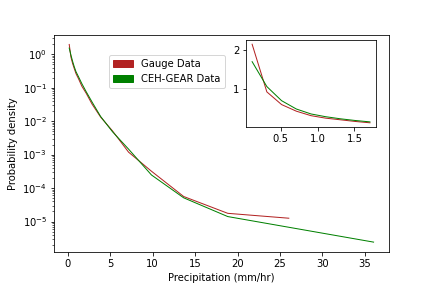 Gauge Data
CEH-GEAR Data
2
1
0.5 1.0 1.5
10⁰
10⁻¹
10⁻²
10⁻³
10⁻⁴
10⁻⁵
Probability density
0 5 10 15 20 25 30 35
Precipitation (mm/hr)